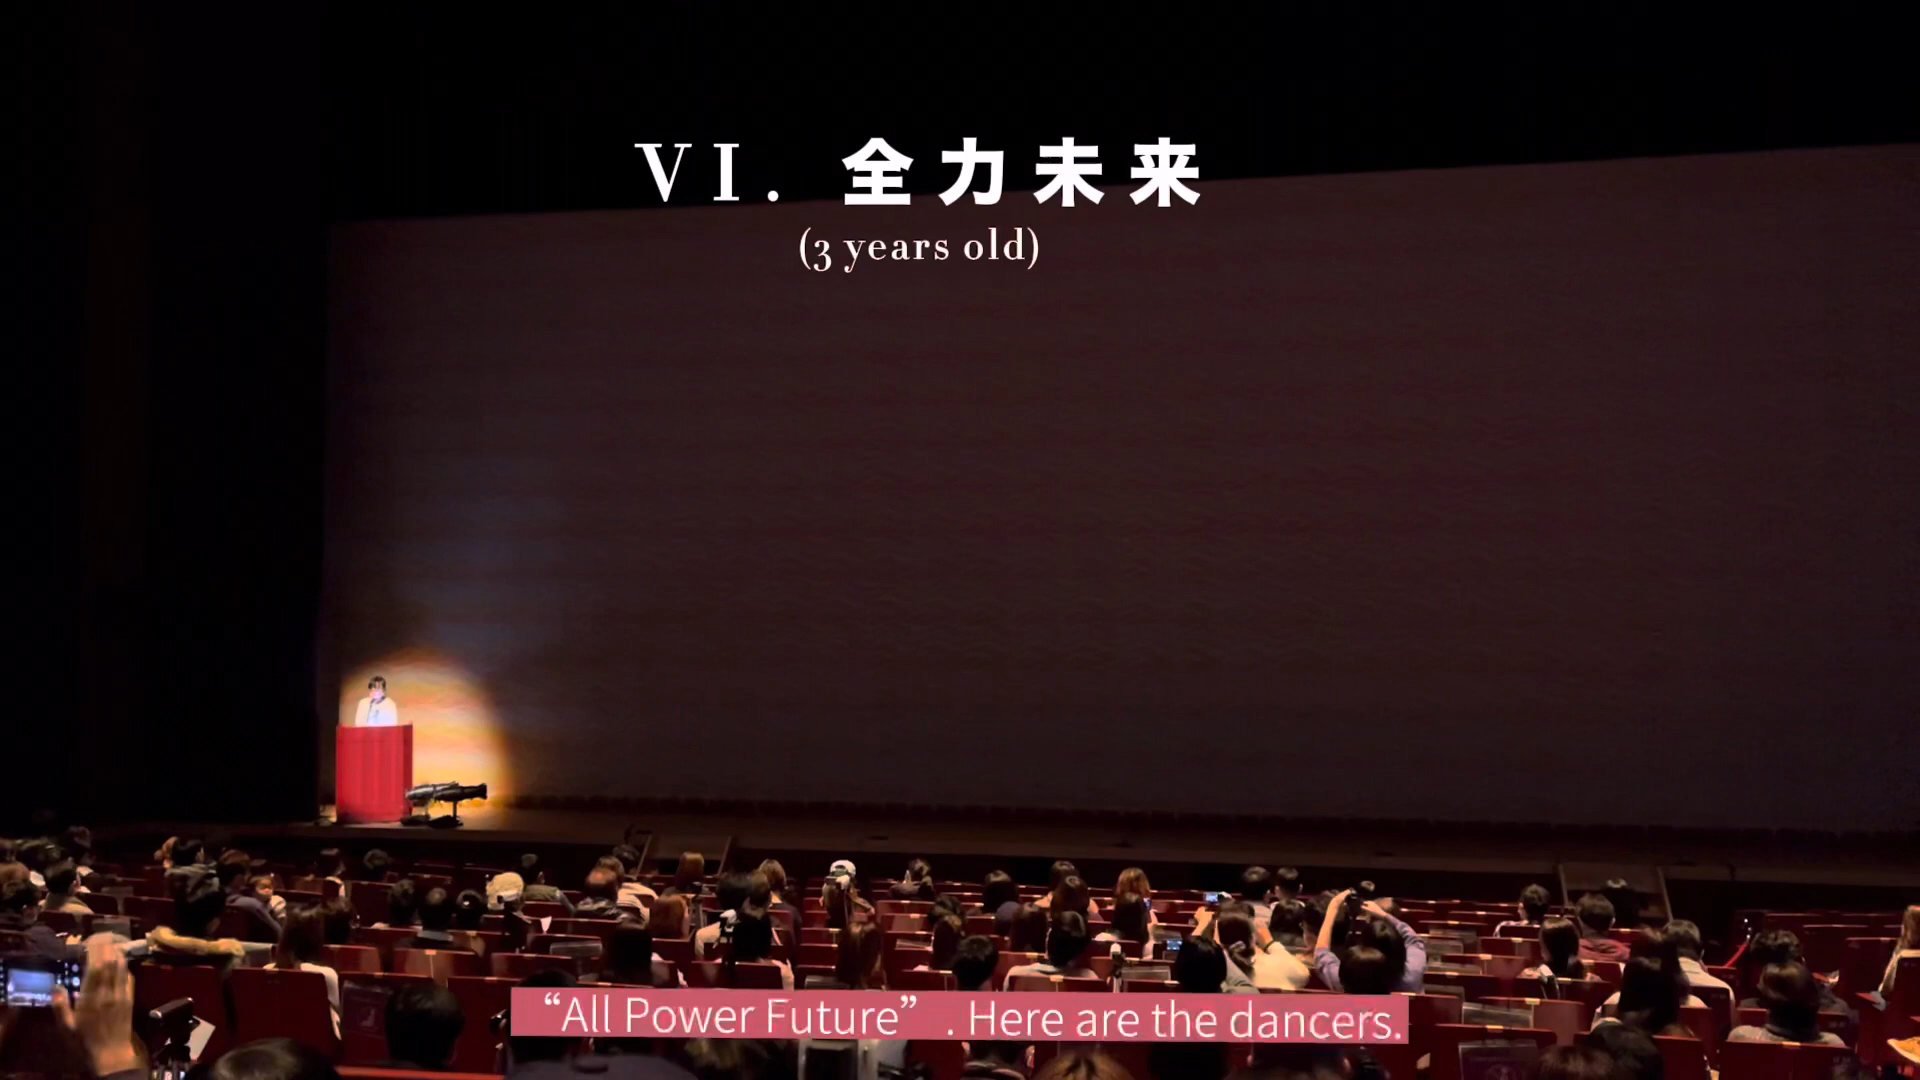 VI. 全力未来
(3 years old)
“All Power Future” . Here are the dancers.